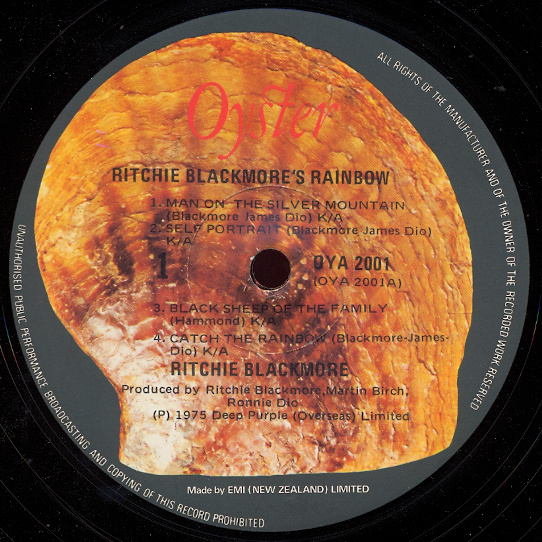 Oyster
RITCHIE BLACKMORE'S RAINBOW
1. MAN ON THE SILVER MOUNTAIN
(Blackmore James Dio) K/A
2. SELF PORTRAIT (Blackmore James Dio)
K/A
1
OYA 2001
(OYA 2001A)
3. BLACK SHEEP OF THE FAMILY
(Hammond) K/A
4. CATCH THE RAINBOW (Blackmore-James-
Dio) K/A
RITCHIE BLACKMORE
Produced by Ritchie Blackmore, Martin Birch,
Ronnie Dio
(P) 1975 Deep Purple (Overseas) Limited
Made by EMI (NEW ZEALAND) LIMITED
ALL RIGHTS OF THE MANUFACTURER AND OF THE OWNER OF THE RECORDED WORK RESERVED
UNAUTHORISED PUBLIC PERFORMANCE BROADCASTING AND COPYING OF THIS RECORD PROHIBITED